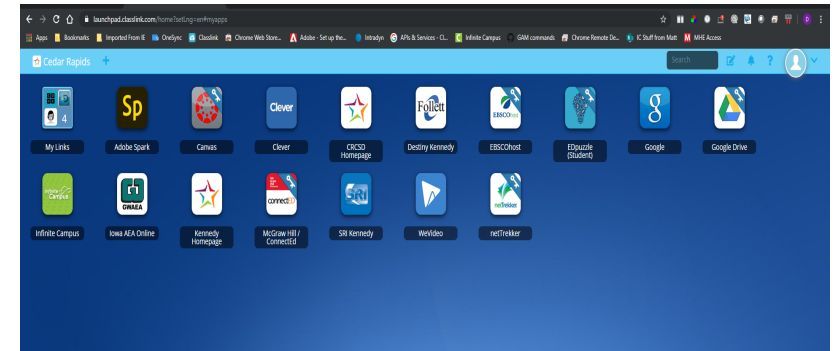 launchpad.classlink.com/home?setLng=en#myapps
Apps Bookmarks Imported From IE OneSync Classlink Chrome Web Store... Adobe - Set up the... Intradyn APIs & Services - Cl... Infinite Campus GAM commands Chrome Remote De... IC Stuff from Matt MHE Access
Cedar Rapids + Search ?
4 Sp Clever Follett EBSCOhost g
My Links Adobe Spark Canvas Clever CRCSD Homepage Destiny Kennedy EBSCOhost EDpuzzle (Student) Google Google Drive
Infinite Campus GWAEA connectED SRI netTrekker
Infinite Campus Iowa AEA Online Kennedy Homepage McGraw Hill / ConnectEd SRI Kennedy WeVideo netTrekker